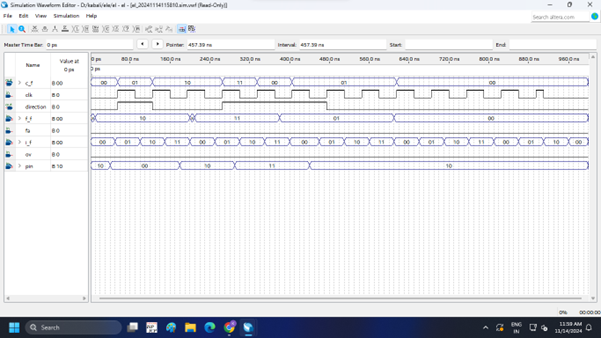 Simulation Waveform Editor - D:/kabali/ele/al - el - [el_20241114115810.sim.vwf (Read-Only)]
File Edit View Simulation Help
Search altera.com
Master Time Bar: 0 ps Pointer: 457.39 ns Interval: 457.39 ns Start: End:
Name Value at 0 ps
0 ps 80.0 ns 160.0 ns 240.0 ns 320.0 ns 400.0 ns 480.0 ns 560.0 ns 640.0 ns 720.0 ns 800.0 ns 880.0 ns 960.0 ns
0 ps
c_f B 00 00 01 10 11 00 01 00
clk B 0
direction B 0
f_f B 00 10 11 01 00
fa B 0
r_f B 00 00 01 10 11 00 01 10 11 00 01 10 11 00 01 10 11 00 01 10 00
ov B 0
pin B 10 10 00 10 11 10
0% 00:00:00
Search
ENG
IN
11:59 AM
11/14/2024